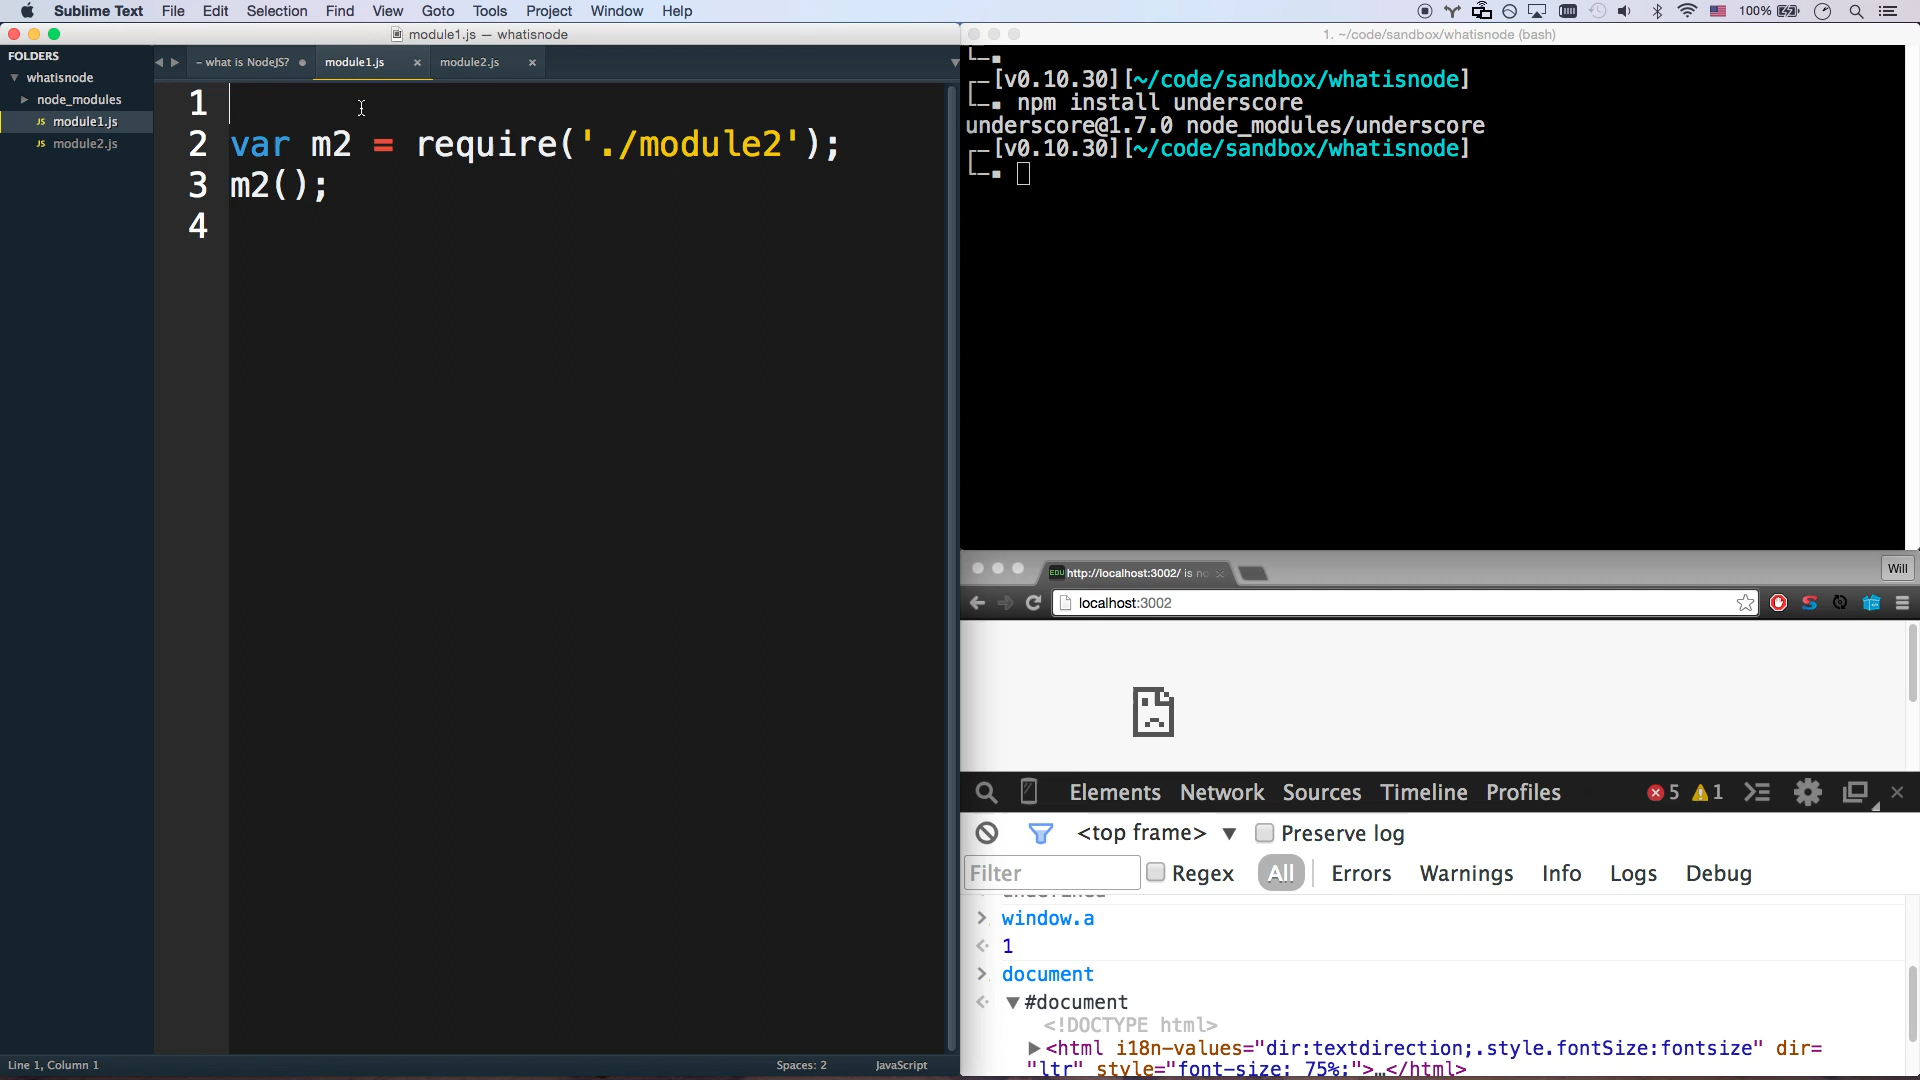 Sublime Text File Edit Selection Find View Goto Tools Project Window Help 100%
module1.js — whatisnode
FOLDERS
whatisnode
node_modules
JS module1.js
JS module2.js
- what is NodeJS? module1.js × module2.js ×
1
2 var m2 = require('./module2');
3 m2();
4
Line 1, Column 1 Spaces: 2 JavaScript
1. ~/code/sandbox/whatisnode (bash)
[v0.10.30][~/code/sandbox/whatisnode]
npm install underscore
underscore@1.7.0 node_modules/underscore
[v0.10.30][~/code/sandbox/whatisnode]
EDU http://localhost:3002/ is × Will
localhost:3002
Elements Network Sources Timeline Profiles 5 1 ×
<top frame> ▼ Preserve log
Filter Regex All Errors Warnings Info Logs Debug
undefined
> window.a
1
> document
▼ #document
<!DOCTYPE html>
▶<html i18n-values="dir:textdirection;.style.fontSize:fontsize" dir=
"ltr" style="font-size: 75%;">…</html>